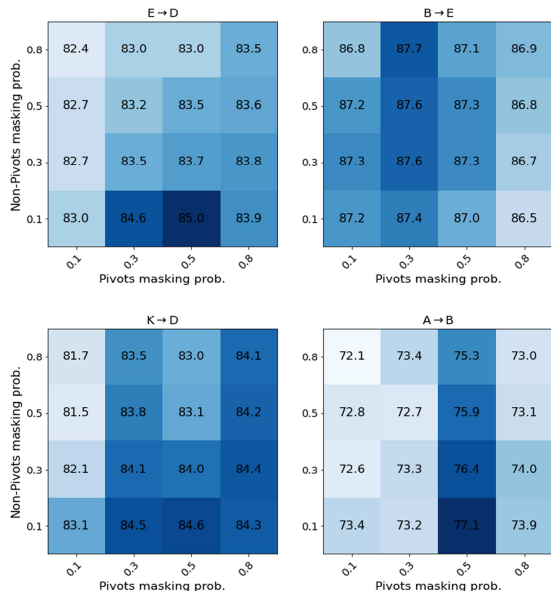 E→D
B→E
Non-Pivots masking prob.
0.8 82.4 83.0 83.0 83.5
0.8 86.8 87.7 87.1 86.9
0.5 82.7 83.2 83.5 83.6
0.5 87.2 87.6 87.3 86.8
0.3 82.7 83.5 83.7 83.8
0.3 87.3 87.6 87.3 86.7
0.1 83.0 84.6 85.0 83.9
0.1 87.2 87.4 87.0 86.5
0.1 0.3 0.5 0.8
0.1 0.3 0.5 0.8
Pivots masking prob.
Pivots masking prob.
K→D
A→B
Non-Pivots masking prob.
0.8 81.7 83.5 83.0 84.1
0.8 72.1 73.4 75.3 73.0
0.5 81.5 83.8 83.1 84.2
0.5 72.8 72.7 75.9 73.1
0.3 82.1 84.1 84.0 84.4
0.3 72.6 73.3 76.4 74.0
0.1 83.1 84.5 84.6 84.3
0.1 73.4 73.2 77.1 73.9
0.1 0.3 0.5 0.8
0.1 0.3 0.5 0.8
Pivots masking prob.
Pivots masking prob.